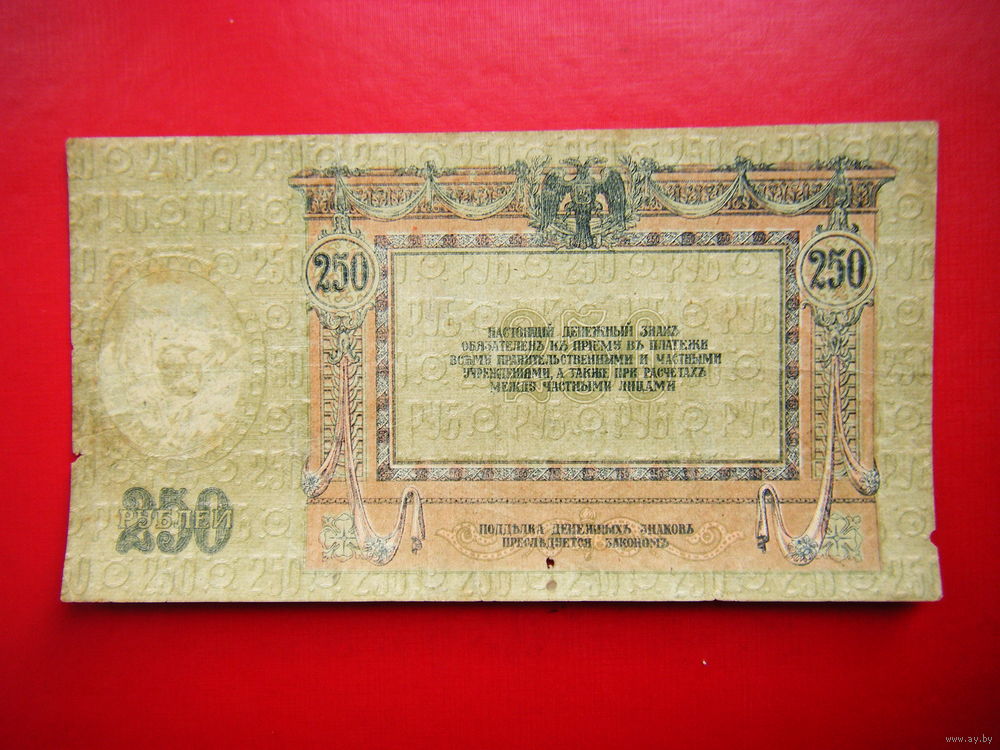 250
250
НАСТОЯЩІЙ ДЕНЕЖНЫЙ ЗНАКЪ
ОБЯЗАТЕЛЕНЪ КЪ ПРІЕМУ ВЪ ПЛАТЕЖИ
ВСѢМИ ПРАВИТЕЛЬСТВЕННЫМИ И ЧАСТНЫМИ
УЧРЕЖДЕНІЯМИ, А ТАКЖЕ ПРИ РАСЧЕТАХЪ
МЕЖДУ ЧАСТНЫМИ ЛИЦАМИ
250
РУБЛЕЙ
ПОДДѢЛКА ДЕНЕЖНЫХЪ ЗНАКОВЪ
ПРЕСЛѢДУЕТСЯ ЗАКОНОМЪ
www.ay.by